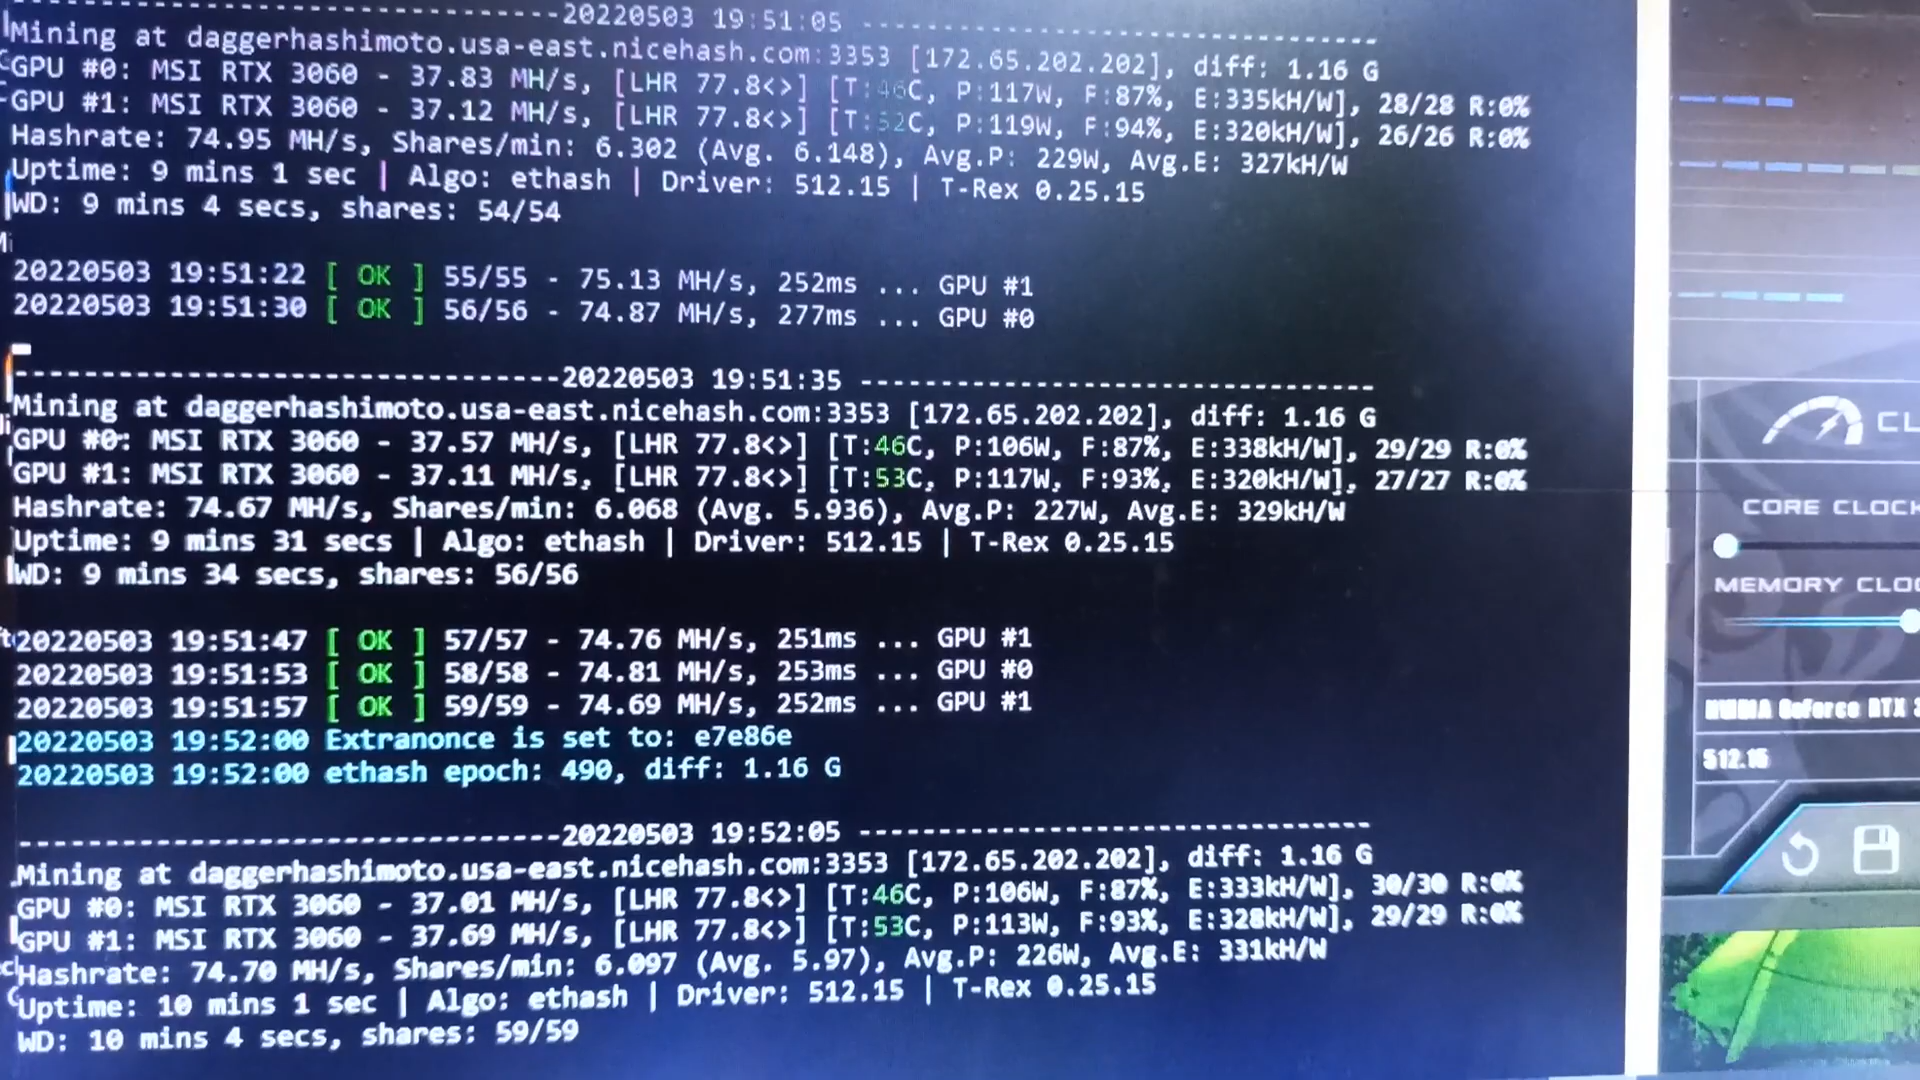 ------------------------------20220503 19:51:05 -------------------------------
Mining at daggerhashimoto.usa-east.nicehash.com:3353 [172.65.202.202], diff: 1.16 G
GPU #0: MSI RTX 3060 - 37.83 MH/s, [LHR 77.8<>] [T:46C, P:117W, F:87%, E:335kH/W], 28/28 R:0%
GPU #1: MSI RTX 3060 - 37.12 MH/s, [LHR 77.8<>] [T:52C, P:119W, F:94%, E:320kH/W], 26/26 R:0%
Hashrate: 74.95 MH/s, Shares/min: 6.302 (Avg. 6.148), Avg.P: 229W, Avg.E: 327kH/W
Uptime: 9 mins 1 sec | Algo: ethash | Driver: 512.15 | T-Rex 0.25.15
WD: 9 mins 4 secs, shares: 54/54
20220503 19:51:22 [ OK ] 55/55 - 75.13 MH/s, 252ms ... GPU #1
20220503 19:51:30 [ OK ] 56/56 - 74.87 MH/s, 277ms ... GPU #0
------------------------------20220503 19:51:35 -------------------------------
Mining at daggerhashimoto.usa-east.nicehash.com:3353 [172.65.202.202], diff: 1.16 G
GPU #0: MSI RTX 3060 - 37.57 MH/s, [LHR 77.8<>] [T:46C, P:106W, F:87%, E:338kH/W], 29/29 R:0%
GPU #1: MSI RTX 3060 - 37.11 MH/s, [LHR 77.8<>] [T:53C, P:117W, F:93%, E:320kH/W], 27/27 R:0%
Hashrate: 74.67 MH/s, Shares/min: 6.068 (Avg. 5.936), Avg.P: 227W, Avg.E: 329kH/W
Uptime: 9 mins 31 secs | Algo: ethash | Driver: 512.15 | T-Rex 0.25.15
WD: 9 mins 34 secs, shares: 56/56
20220503 19:51:47 [ OK ] 57/57 - 74.76 MH/s, 251ms ... GPU #1
20220503 19:51:53 [ OK ] 58/58 - 74.81 MH/s, 253ms ... GPU #0
20220503 19:51:57 [ OK ] 59/59 - 74.69 MH/s, 252ms ... GPU #1
20220503 19:52:00 Extranonce is set to: e7e86e
20220503 19:52:00 ethash epoch: 490, diff: 1.16 G
------------------------------20220503 19:52:05 -------------------------------
Mining at daggerhashimoto.usa-east.nicehash.com:3353 [172.65.202.202], diff: 1.16 G
GPU #0: MSI RTX 3060 - 37.01 MH/s, [LHR 77.8<>] [T:46C, P:106W, F:87%, E:333kH/W], 30/30 R:0%
GPU #1: MSI RTX 3060 - 37.69 MH/s, [LHR 77.8<>] [T:53C, P:113W, F:93%, E:328kH/W], 29/29 R:0%
Hashrate: 74.70 MH/s, Shares/min: 6.097 (Avg. 5.97), Avg.P: 226W, Avg.E: 331kH/W
Uptime: 10 mins 1 sec | Algo: ethash | Driver: 512.15 | T-Rex 0.25.15
WD: 10 mins 4 secs, shares: 59/59
CL
CORE CLOCK
MEMORY CLO
NVIDIA GeForce RTX 3
512.15